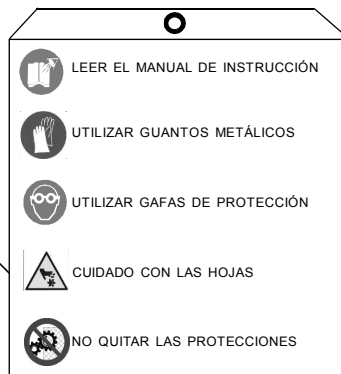 LEER EL MANUAL DE INSTRUCCIÓN
UTILIZAR GUANTOS METÁLICOS
UTILIZAR GAFAS DE PROTECCIÓN
CUIDADO CON LAS HOJAS
NO QUITAR LAS PROTECCIONES